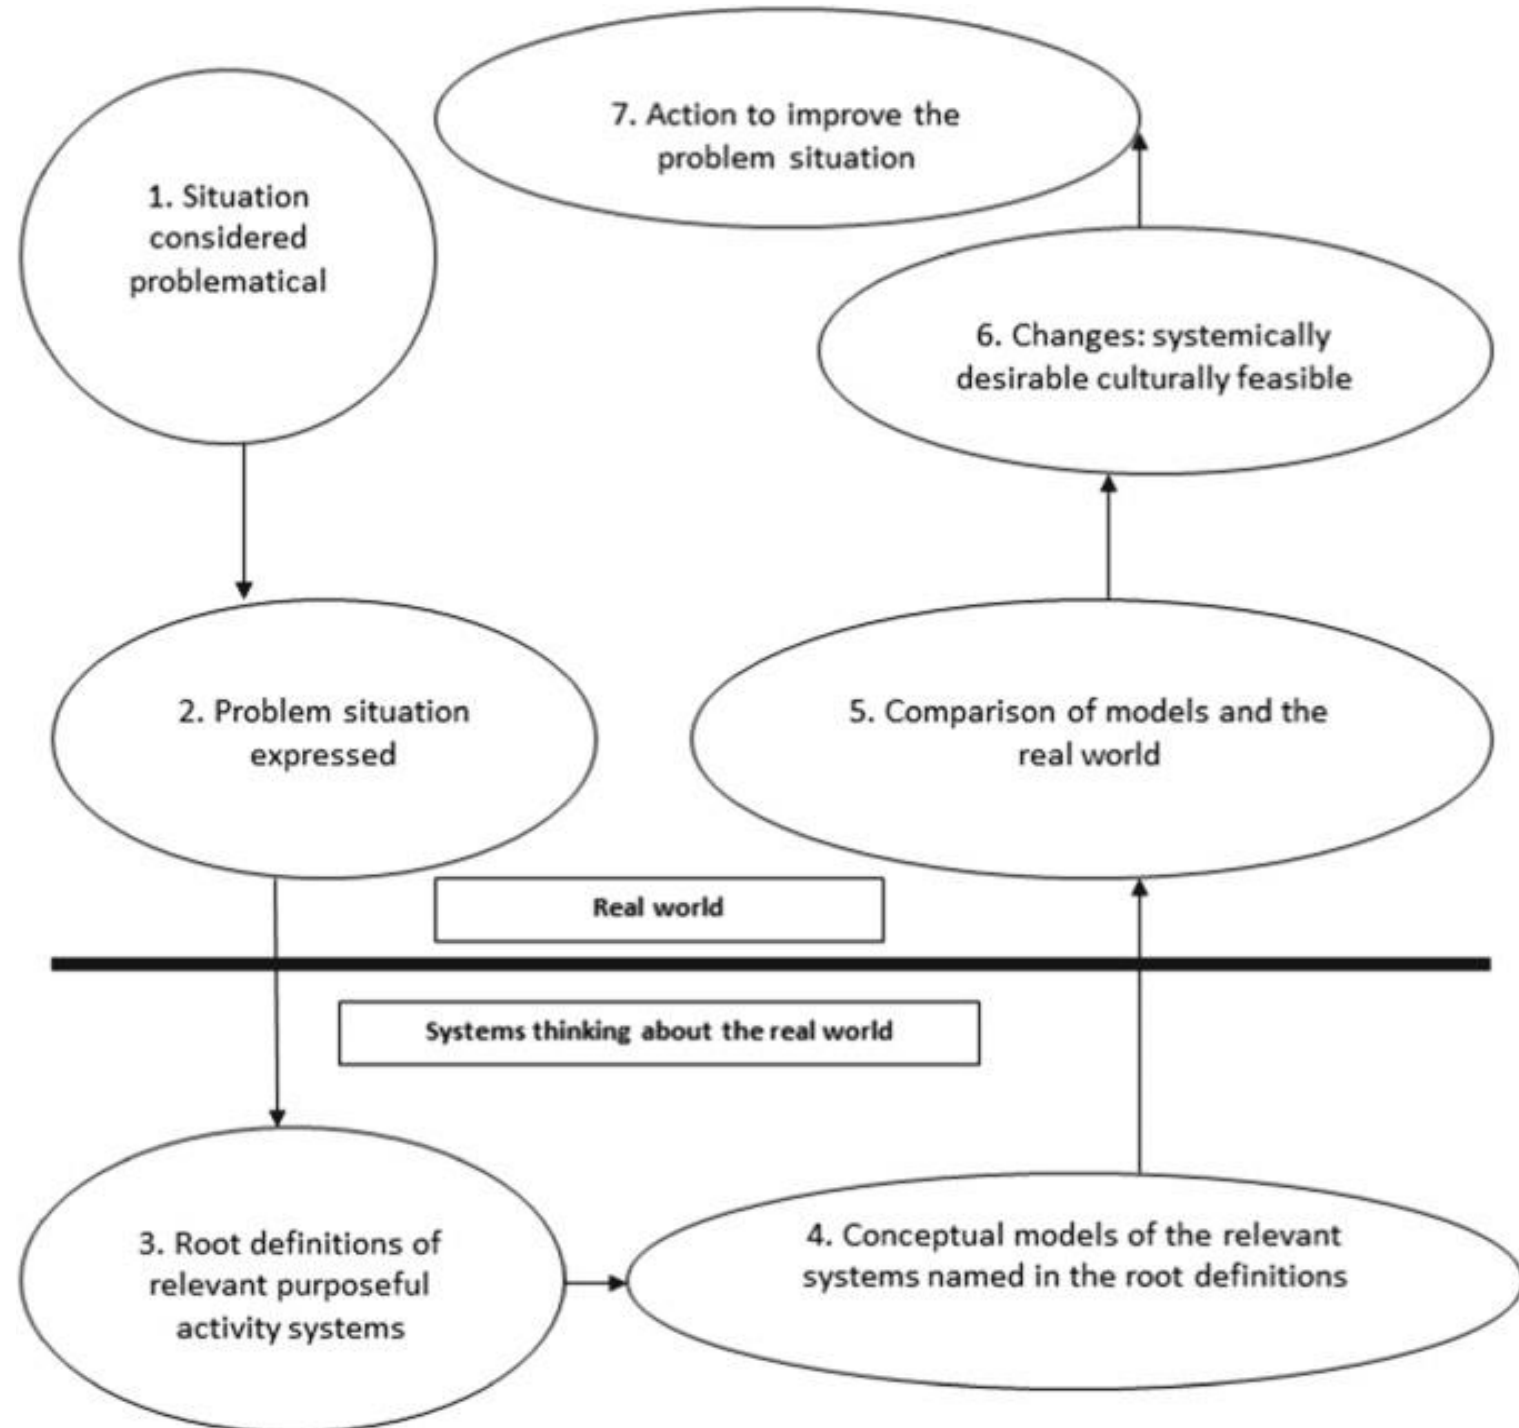 7. Action to improve the
problem situation
1. Situation
considered
problematical
6. Changes: systemically
desirable culturally feasible
2. Problem situation
expressed
5. Comparison of models and the
real world
Real world
Systems thinking about the real world
3. Root definitions of
relevant purposeful
activity systems
4. Conceptual models of the relevant
systems named in the root definitions